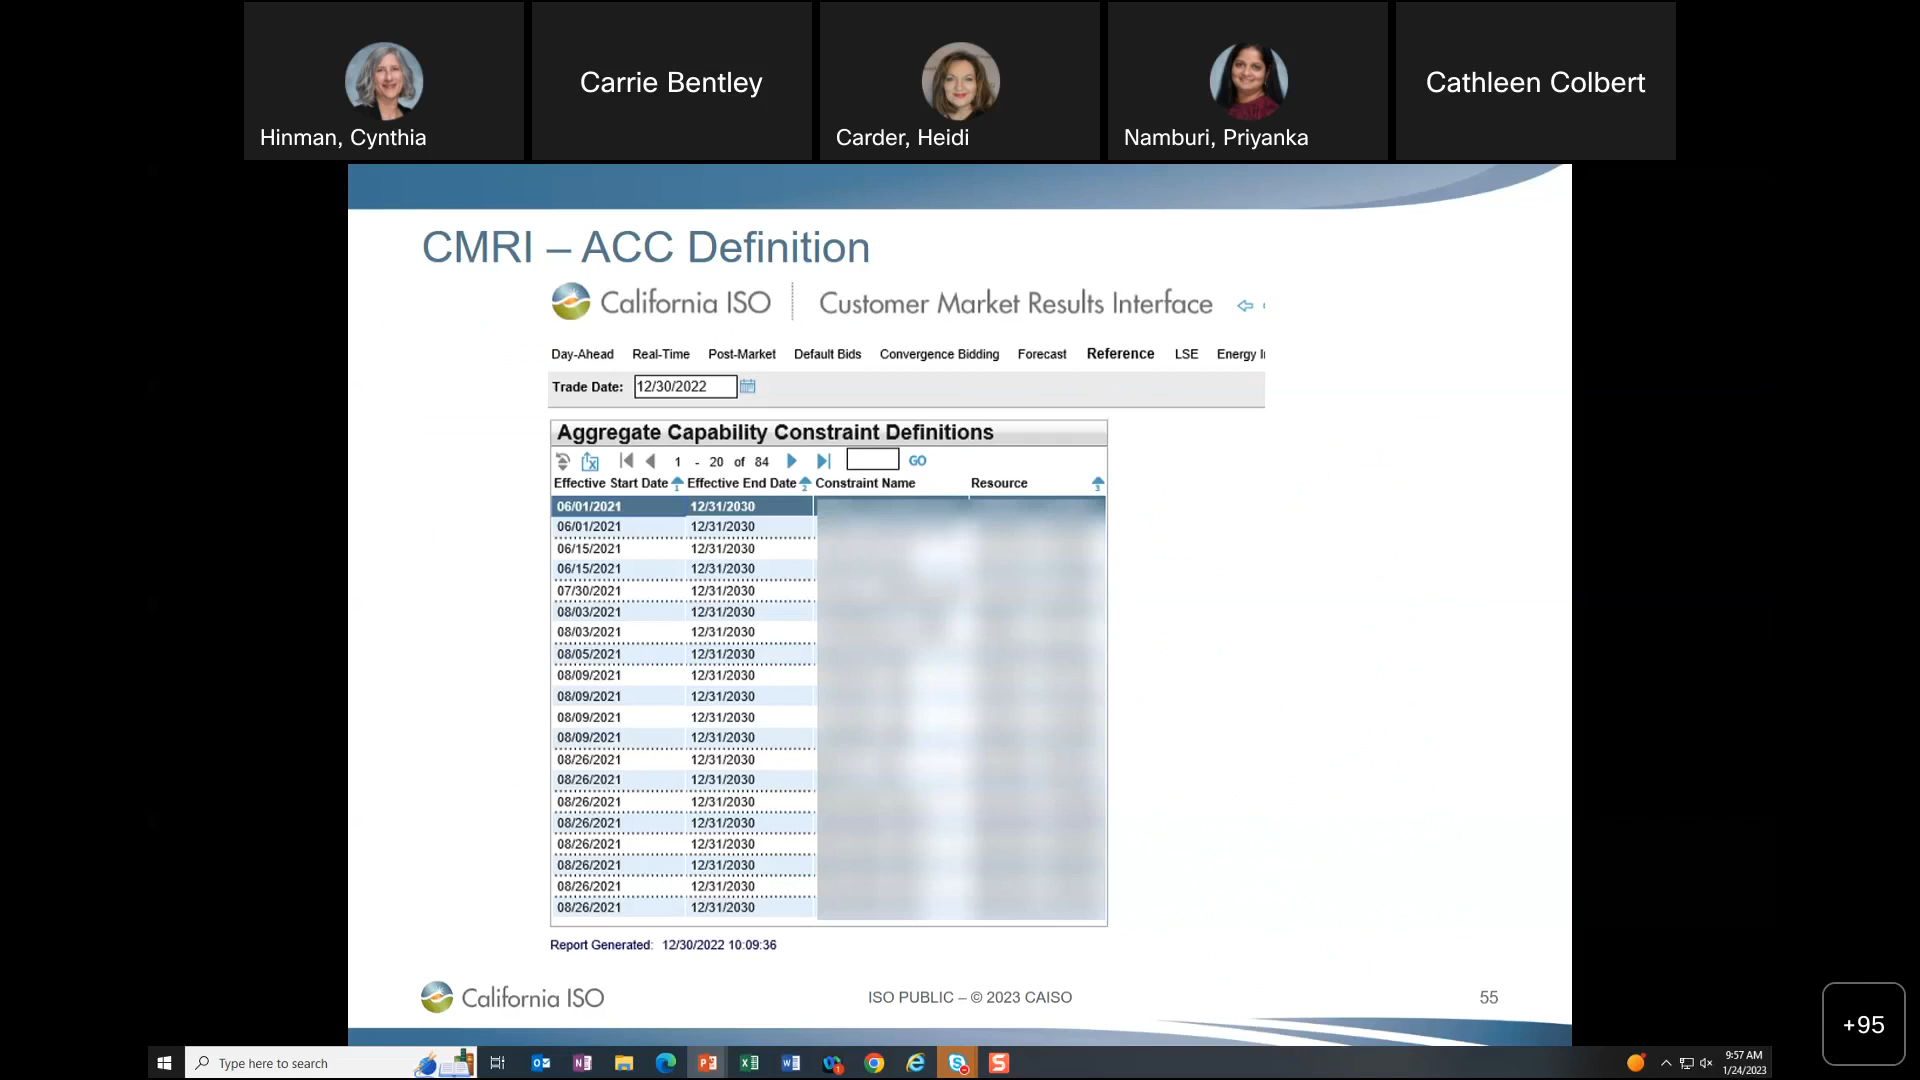 Hinman, Cynthia
Carrie Bentley
Carder, Heidi
Namburi, Priyanka
Cathleen Colbert
CMRI – ACC Definition
California ISO Customer Market Results Interface
Day-Ahead Real-Time Post-Market Default Bids Convergence Bidding Forecast Reference LSE Energy
Trade Date: 12/30/2022
Aggregate Capability Constraint Definitions
1 - 20 of 84 GO
Effective Start Date 1 Effective End Date 2 Constraint Name Resource 3
06/01/2021 12/31/2030
06/01/2021 12/31/2030
06/15/2021 12/31/2030
06/15/2021 12/31/2030
07/30/2021 12/31/2030
08/03/2021 12/31/2030
08/03/2021 12/31/2030
08/05/2021 12/31/2030
08/09/2021 12/31/2030
08/09/2021 12/31/2030
08/09/2021 12/31/2030
08/09/2021 12/31/2030
08/26/2021 12/31/2030
08/26/2021 12/31/2030
08/26/2021 12/31/2030
08/26/2021 12/31/2030
08/26/2021 12/31/2030
08/26/2021 12/31/2030
08/26/2021 12/31/2030
08/26/2021 12/31/2030
Report Generated: 12/30/2022 10:09:36
California ISO
ISO PUBLIC – © 2023 CAISO
55
+95
Type here to search
9:57 AM
1/24/2023